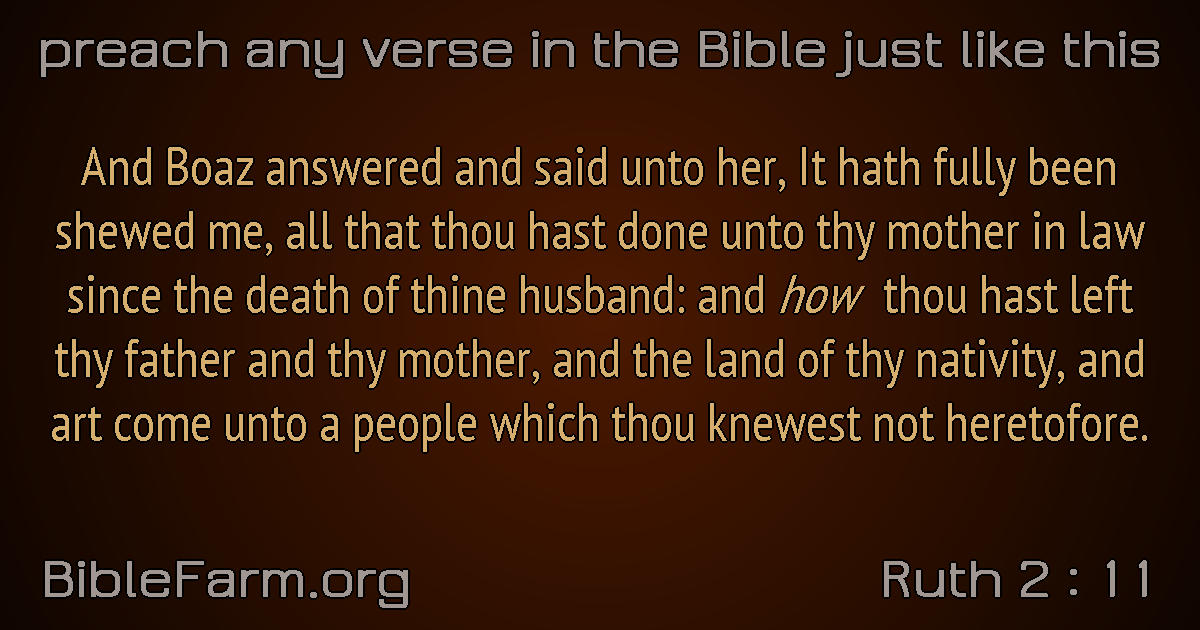 preach any verse in the Bible just like this
And Boaz answered and said unto her, It hath fully been
shewed me, all that thou hast done unto thy mother in law
since the death of thine husband: and how thou hast left
thy father and thy mother, and the land of thy nativity, and
art come unto a people which thou knewest not heretofore.
BibleFarm.org
Ruth 2 : 11